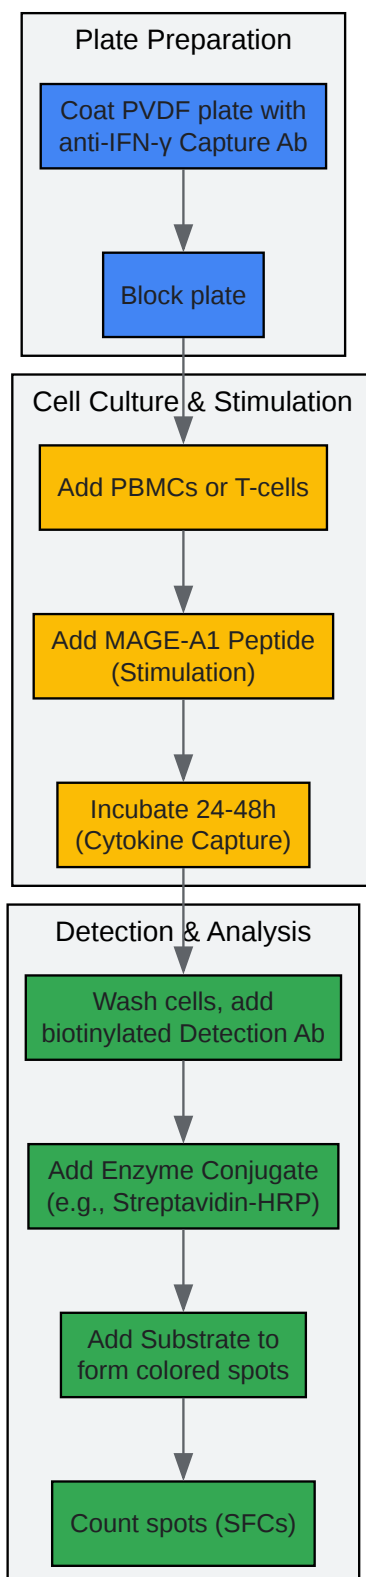 Plate Preparation
Coat PVDF plate with
anti-IFN-γ Capture Ab
Block plate
Cell Culture & Stimulation
Add PBMCs or T-cells
Add MAGE-A1 Peptide
(Stimulation)
Incubate 24-48h
(Cytokine Capture)
Detection & Analysis
Wash cells, add
biotinylated Detection Ab
Add Enzyme Conjugate
(e.g., Streptavidin-HRP)
Add Substrate to
form colored spots
Count spots (SFCs)